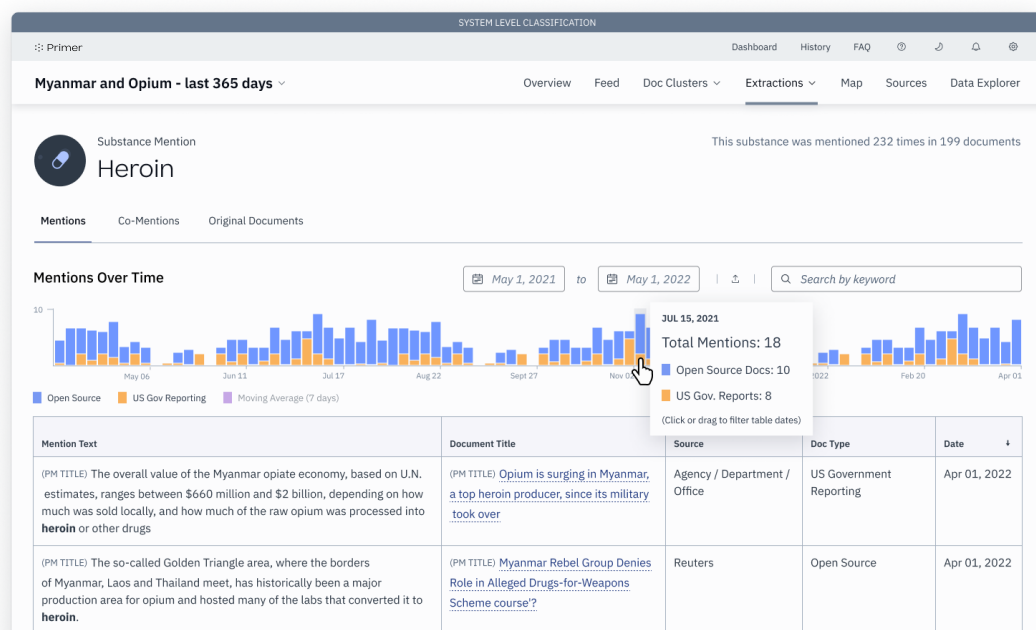 SYSTEM LEVEL CLASSIFICATION
Primer
Dashboard
History
FAQ
Myanmar and Opium - last 365 days
Overview
Feed
Doc Clusters
Extractions
Map
Sources
Data Explorer
Substance Mention
Heroin
This substance was mentioned 232 times in 199 documents
Mentions
Co-Mentions
Original Documents
Mentions Over Time
May 1, 2021
to
May 1, 2022
Search by keyword
10
May 06
Jun 11
Jul 17
Aug 22
Sept 27
2022
Feb 20
Apr 01
JUL 15, 2021
Total Mentions: 18
Open Source Docs: 10
US Gov. Reports: 8
(Click or drag to filter table dates)
Open Source
US Gov Reporting
Moving Average (7 days)
Mention Text
Document Title
Source
Doc Type
Date
(PM TITLE) The overall value of the Myanmar opiate economy, based on U.N.
estimates, ranges between $660 million and $2 billion, depending on how
much was sold locally, and how much of the raw opium was processed into
heroin or other drugs
(PM TITLE) Opium is surging in Myanmar,
a top heroin producer, since its military
took over
Agency / Department /
Office
US Government
Reporting
Apr 01, 2022
(PM TITLE) The so-called Golden Triangle area, where the borders
of Myanmar, Laos and Thailand meet, has historically been a major
production area for opium and hosted many of the labs that converted it to
heroin.
(PM TITLE) Myanmar Rebel Group Denies
Role in Alleged Drugs-for-Weapons
Scheme course'?
Reuters
Open Source
Apr 01, 2022